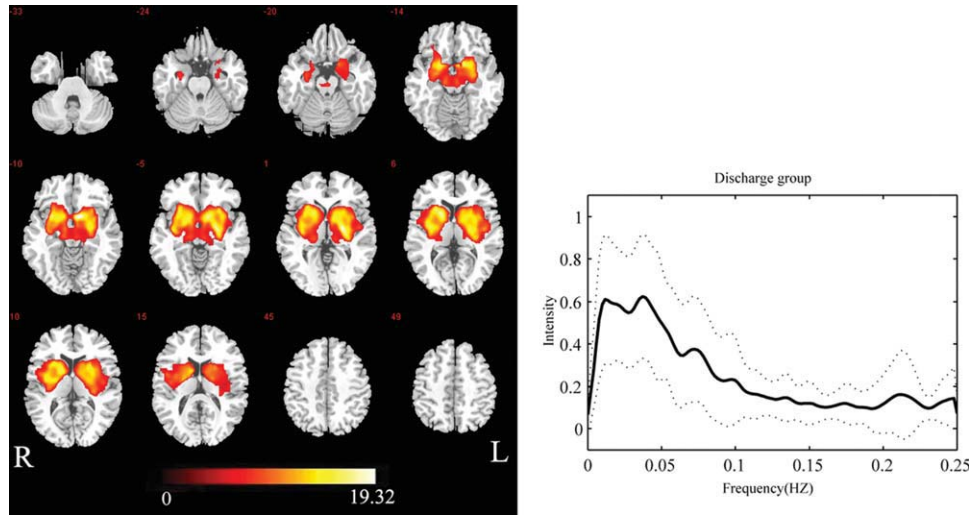 -33 -24 -20 -14
-10 -5 1 6
10 15 45 49
R L
0 19.32
Discharge group
1
0.8
0.6
0.4
0.2
0
Intensity
0 0.05 0.1 0.15 0.2 0.25
Frequency(HZ)